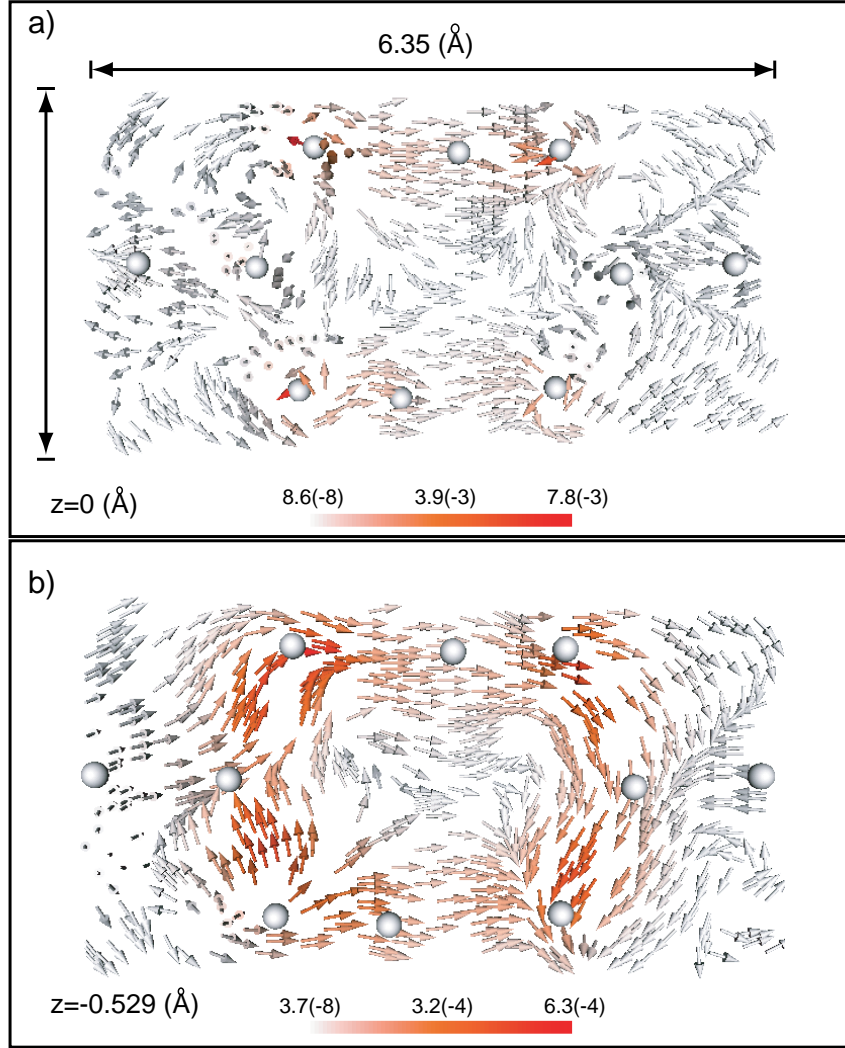 a)
6.35 (Å)
z=0 (Å)
8.6(-8) 3.9(-3) 7.8(-3)
b)
z=-0.529 (Å)
3.7(-8) 3.2(-4) 6.3(-4)